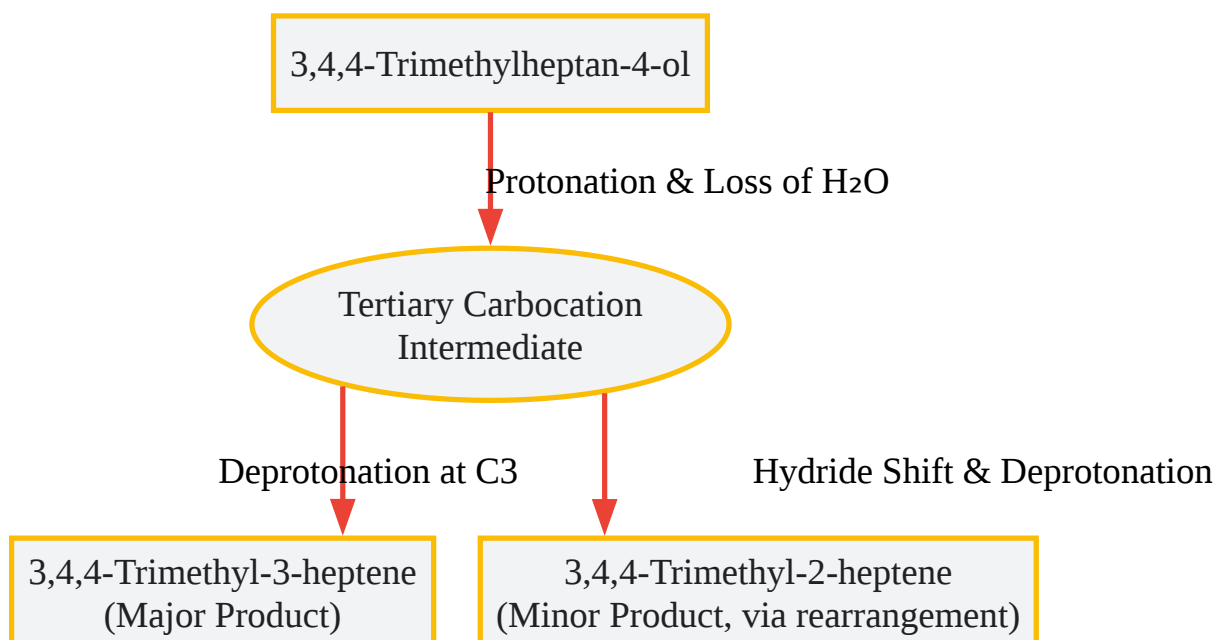 3,4,4-Trimethylheptan-4-ol
Protonation & Loss of H₂O
Tertiary Carbocation
Intermediate
Deprotonation at C3
Hydride Shift & Deprotonation
3,4,4-Trimethyl-3-heptene
(Major Product)
3,4,4-Trimethyl-2-heptene
(Minor Product, via rearrangement)